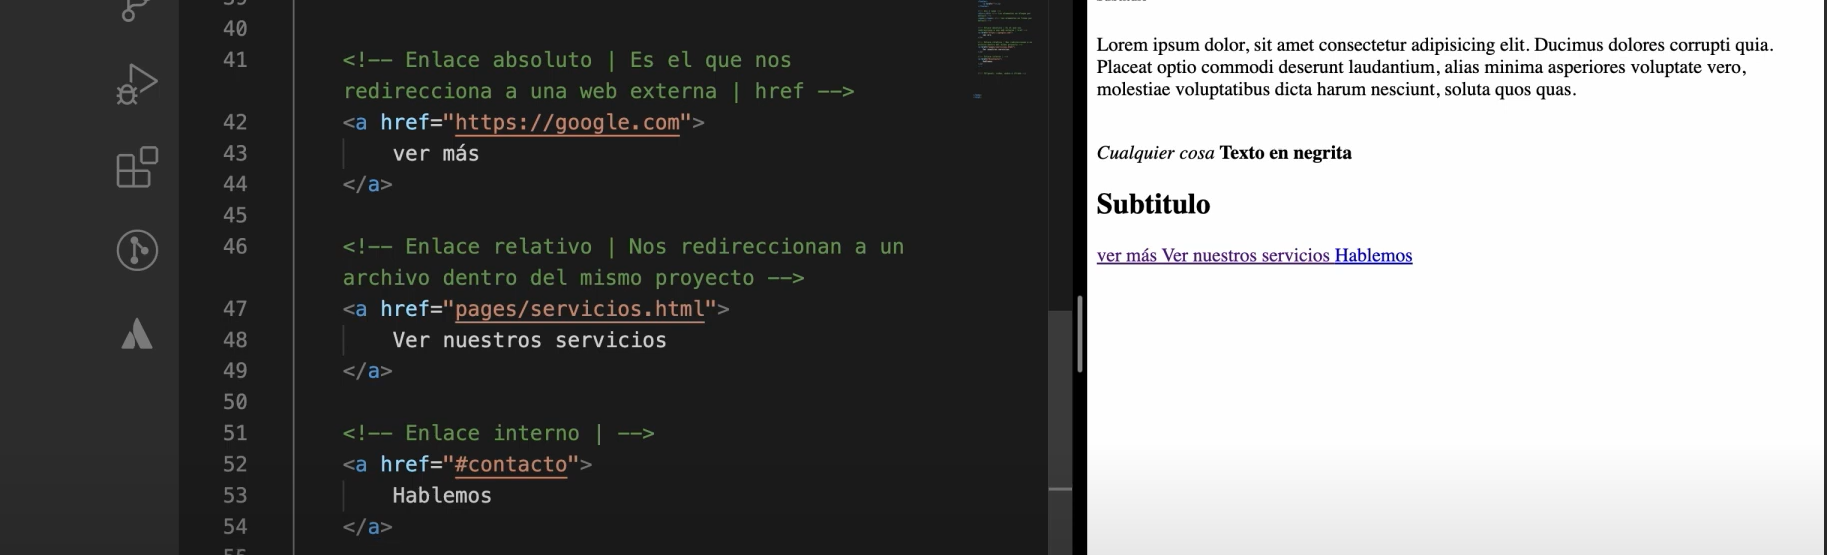 40
41 <!-- Enlace absoluto | Es el que nos
redirecciona a una web externa | href -->
42 <a href="https://google.com">
43 ver más
44 </a>
45
46 <!-- Enlace relativo | Nos redireccionan a un
archivo dentro del mismo proyecto -->
47 <a href="pages/servicios.html">
48 Ver nuestros servicios
49 </a>
50
51 <!-- Enlace interno | -->
52 <a href="#contacto">
53 Hablemos
54 </a>
Lorem ipsum dolor, sit amet consectetur adipisicing elit. Ducimus dolores corrupti quia.
Placeat optio commodi deserunt laudantium, alias minima asperiores voluptate vero,
molestiae voluptatibus dicta harum nesciunt, soluta quos quas.
Cualquier cosa Texto en negrita
Subtitulo
ver más Ver nuestros servicios Hablemos